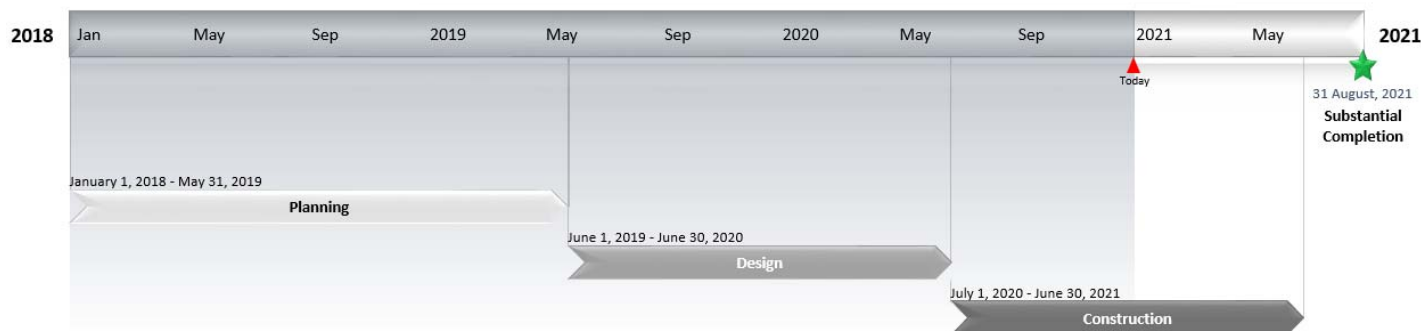 2018 Jan May Sep 2019 May Sep 2020 May Sep 2021 May 2021
Today
31 August, 2021
Substantial
Completion
January 1, 2018 - May 31, 2019
Planning
June 1, 2019 - June 30, 2020
Design
July 1, 2020 - June 30, 2021
Construction